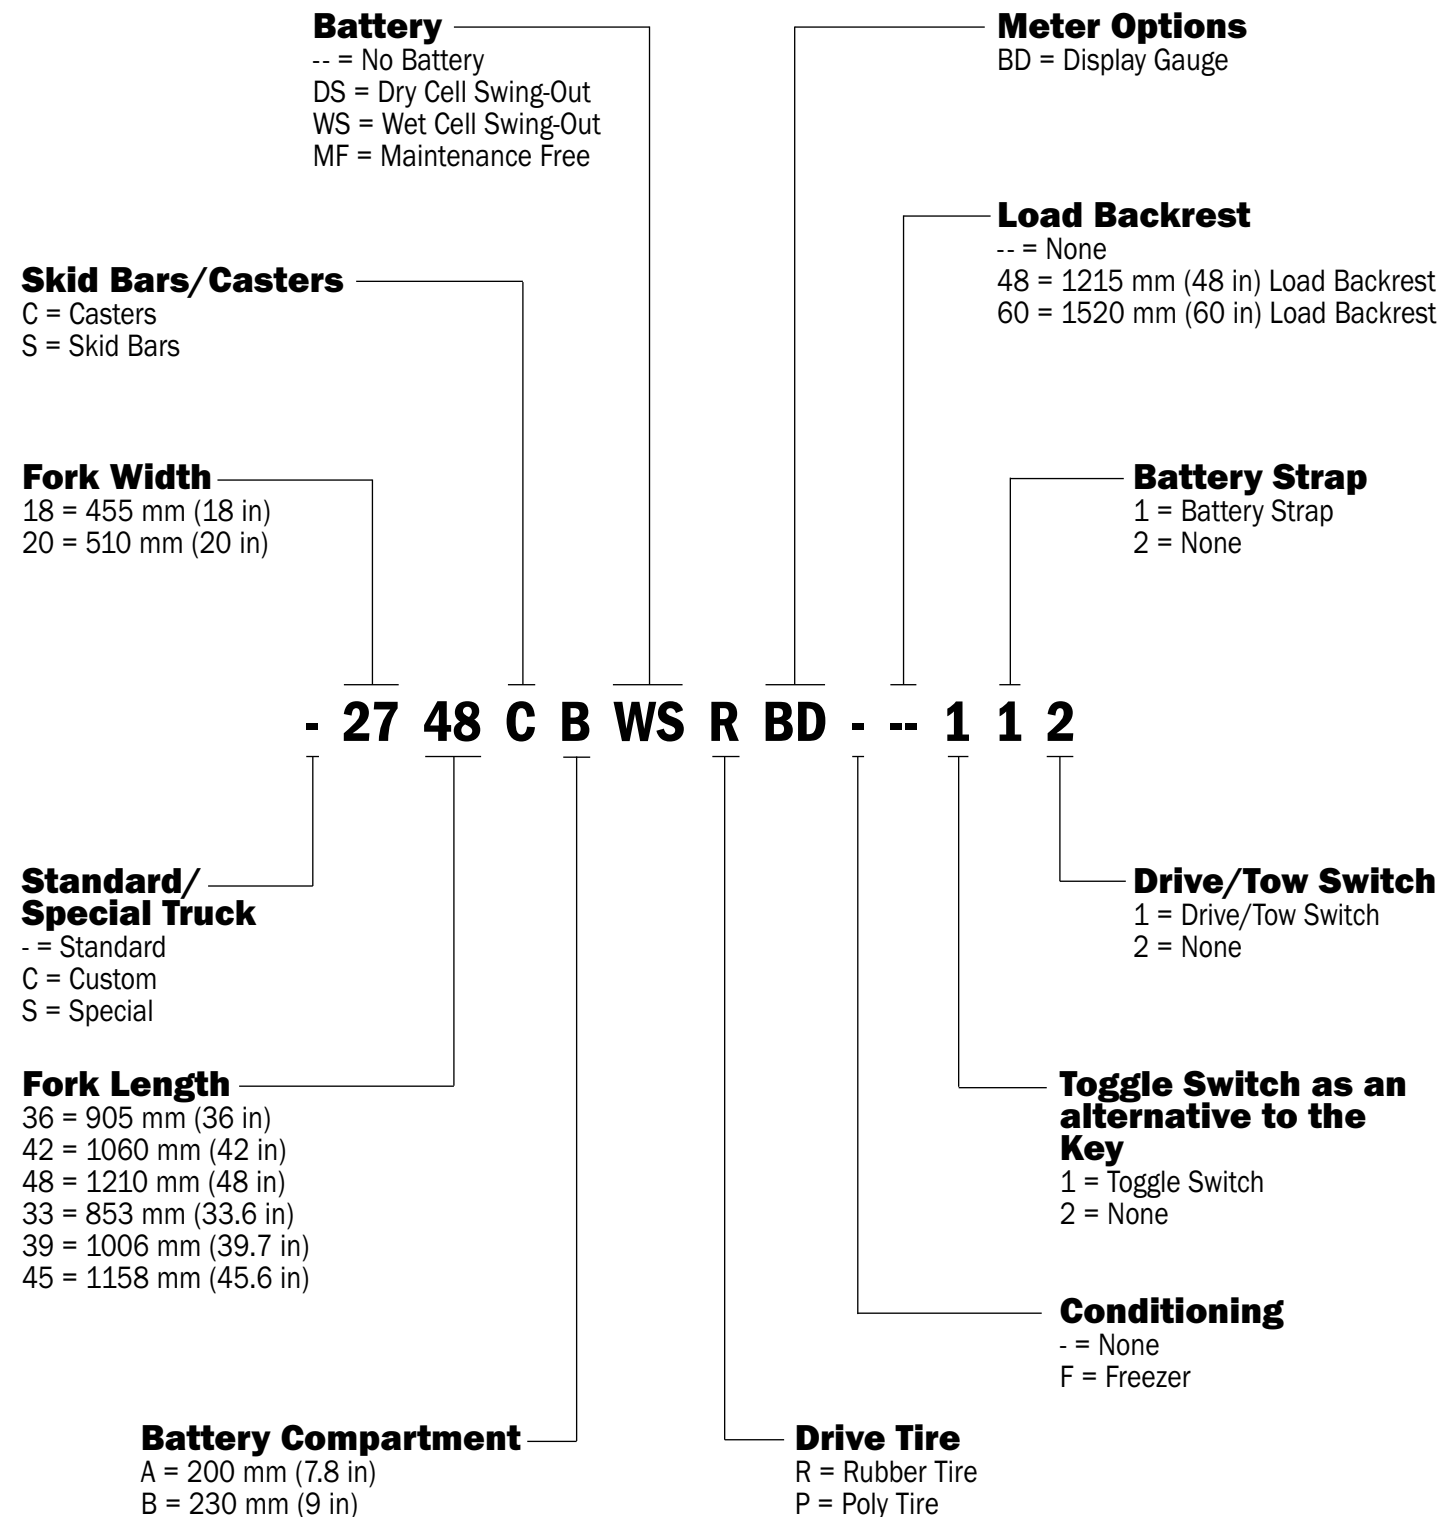 Battery
-- = No Battery
DS = Dry Cell Swing-Out
WS = Wet Cell Swing-Out
MF = Maintenance Free
Meter Options
BD = Display Gauge
Load Backrest
-- = None
48 = 1215 mm (48 in) Load Backrest
60 = 1520 mm (60 in) Load Backrest
Skid Bars/Casters
C = Casters
S = Skid Bars
Fork Width
18 = 455 mm (18 in)
20 = 510 mm (20 in)
Battery Strap
1 = Battery Strap
2 = None
- 27 48 C B WS R BD - -- 1 1 2
Standard/
Special Truck
- = Standard
C = Custom
S = Special
Drive/Tow Switch
1 = Drive/Tow Switch
2 = None
Fork Length
36 = 905 mm (36 in)
42 = 1060 mm (42 in)
48 = 1210 mm (48 in)
33 = 853 mm (33.6 in)
39 = 1006 mm (39.7 in)
45 = 1158 mm (45.6 in)
Toggle Switch as an
alternative to the
Key
1 = Toggle Switch
2 = None
Conditioning
- = None
F = Freezer
Battery Compartment
A = 200 mm (7.8 in)
B = 230 mm (9 in)
Drive Tire
R = Rubber Tire
P = Poly Tire